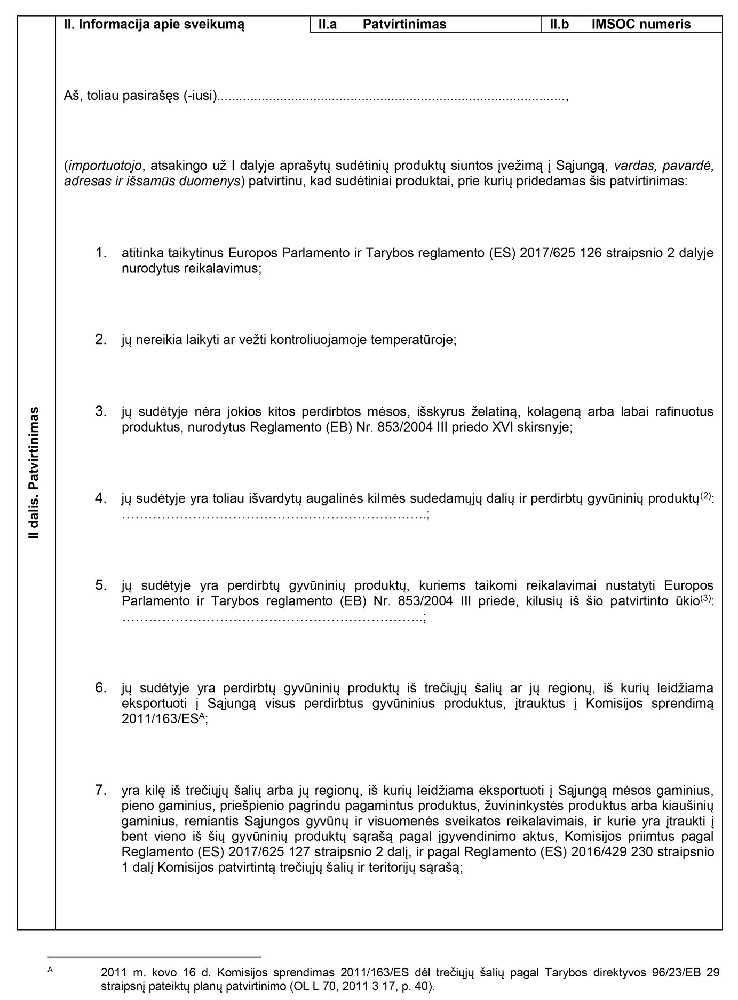 II. Informacija apie sveikumą II.a Patvirtinimas II.b IMSOC numeris
II dalis. Patvirtinimas
Aš, toliau pasirašęs (-iusi)..............................................................................................,
(importuotojo, atsakingo už I dalyje aprašytų sudėtinių produktų siuntos įvežimą į Sąjungą, vardas, pavardė,
adresas ir išsamūs duomenys) patvirtinu, kad sudėtiniai produktai, prie kurių pridedamas šis patvirtinimas:
1. atitinka taikytinus Europos Parlamento ir Tarybos reglamento (ES) 2017/625 126 straipsnio 2 dalyje
nurodytus reikalavimus;
2. jų nereikia laikyti ar vežti kontroliuojamoje temperatūroje;
3. jų sudėtyje nėra jokios kitos perdirbtos mėsos, išskyrus želatiną, kolageną arba labai rafinuotus
produktus, nurodytus Reglamento (EB) Nr. 853/2004 III priedo XVI skirsnyje;
4. jų sudėtyje yra toliau išvardytų augalinės kilmės sudedamųjų dalių ir perdirbtų gyvūninių produktų(2):
…………………………………………………………….…..;
5. jų sudėtyje yra perdirbtų gyvūninių produktų, kuriems taikomi reikalavimai nustatyti Europos
Parlamento ir Tarybos reglamento (EB) Nr. 853/2004 III priede, kilusių iš šio patvirtinto ūkio(3):
…………………………………………………………..;
6. jų sudėtyje yra perdirbtų gyvūninių produktų iš trečiųjų šalių ar jų regionų, iš kurių leidžiama
eksportuoti į Sąjungą visus perdirbtus gyvūninius produktus, įtrauktus į Komisijos sprendimą
2011/163/ESA;
7. yra kilę iš trečiųjų šalių arba jų regionų, iš kurių leidžiama eksportuoti į Sąjungą mėsos gaminius,
pieno gaminius, priešpienio pagrindu pagamintus produktus, žuvininkystės produktus arba kiaušinių
gaminius, remiantis Sąjungos gyvūnų ir visuomenės sveikatos reikalavimais, ir kurie yra įtraukti į
bent vieno iš šių gyvūninių produktų sąrašą pagal įgyvendinimo aktus, Komisijos priimtus pagal
Reglamento (ES) 2017/625 127 straipsnio 2 dalį, ir pagal Reglamento (ES) 2016/429 230 straipsnio
1 dalį Komisijos patvirtintą trečiųjų šalių ir teritorijų sąrašą;
A 2011 m. kovo 16 d. Komisijos sprendimas 2011/163/ES dėl trečiųjų šalių pagal Tarybos direktyvos 96/23/EB 29
straipsnį pateiktų planų patvirtinimo (OL L 70, 2011 3 17, p. 40).